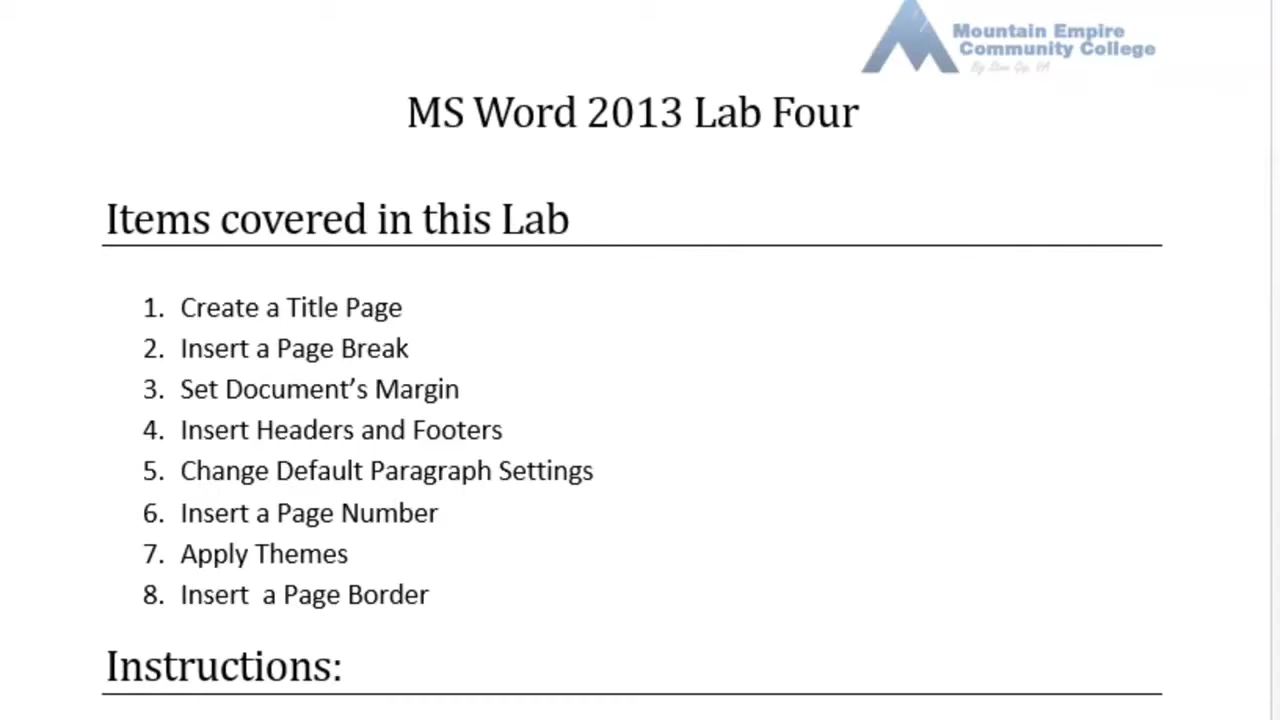 Mountain Empire
Community College
MS Word 2013 Lab Four
Items covered in this Lab
1. Create a Title Page
2. Insert a Page Break
3. Set Document’s Margin
4. Insert Headers and Footers
5. Change Default Paragraph Settings
6. Insert a Page Number
7. Apply Themes
8. Insert  a Page Border
Instructions: